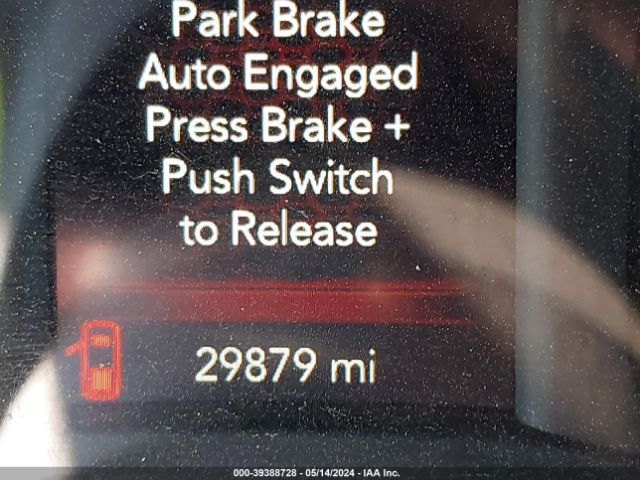 Park Brake
Auto Engaged
Press Brake +
Push Switch
to Release
29879 mi
000-39388728 - 05/14/2024 - IAA Inc.